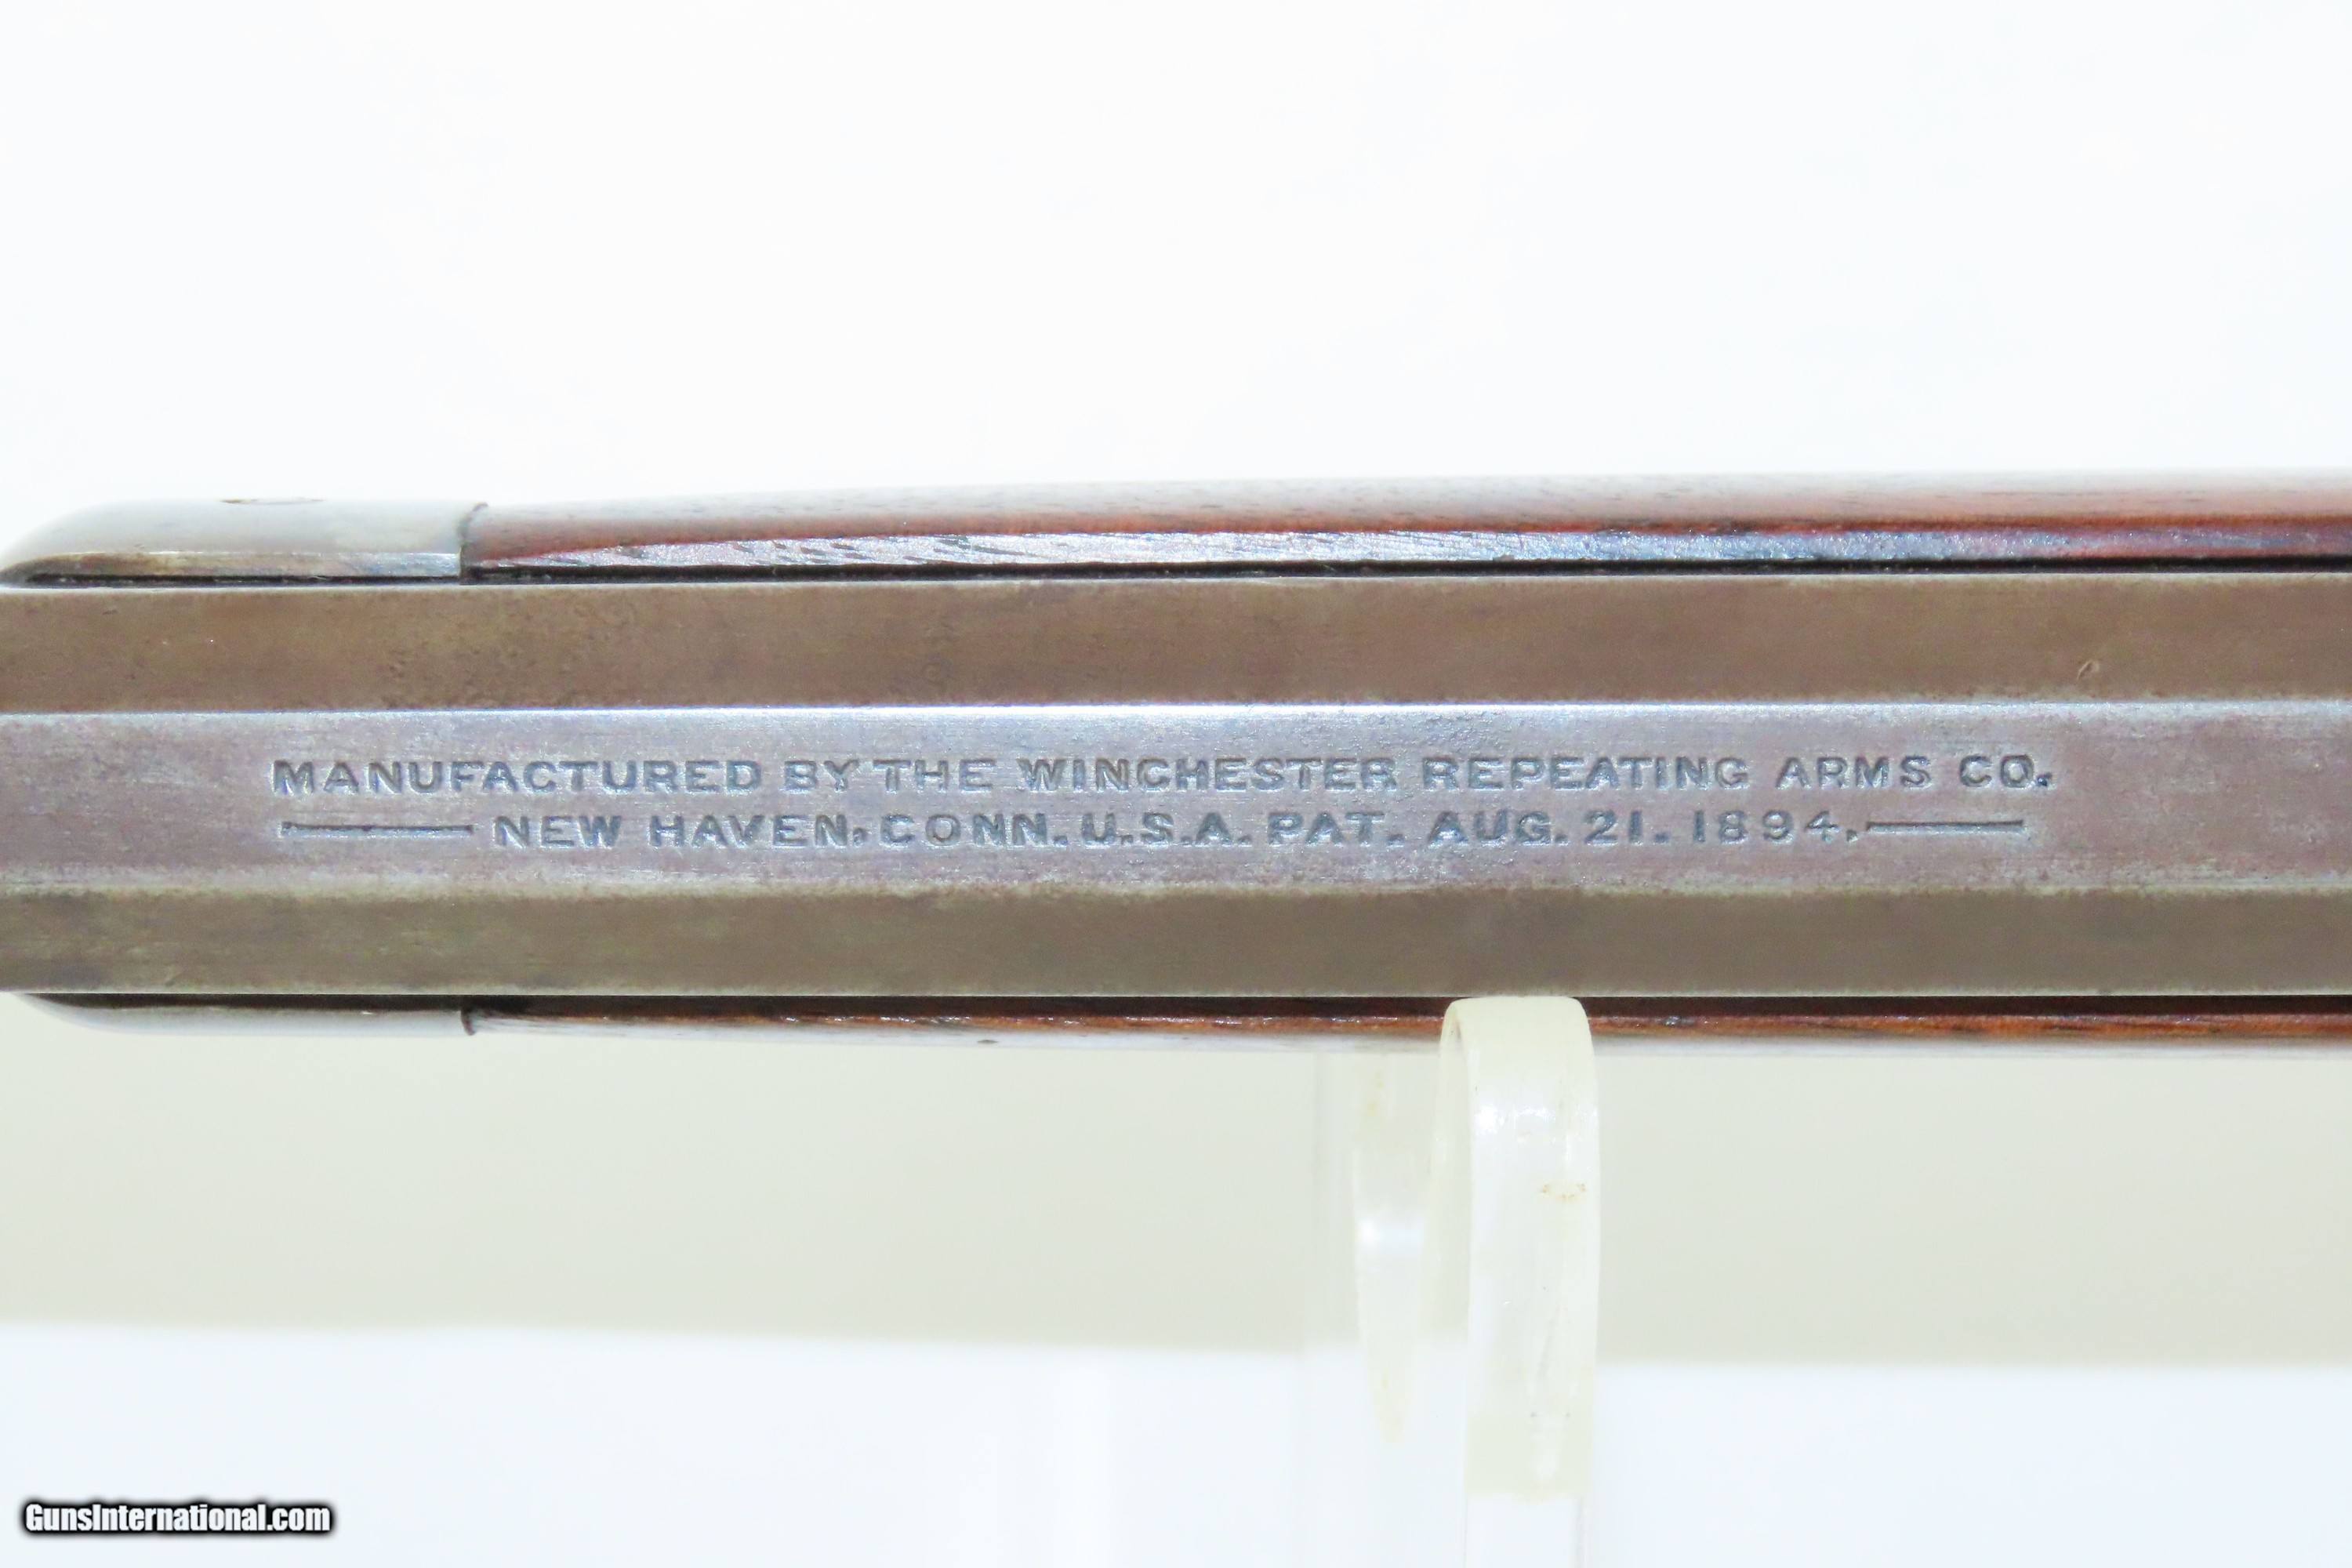 MANUFACTURED BY THE WINCHESTER REPEATING ARMS CO.
NEW HAVEN, CONN. U.S.A. PAT. AUG. 21. 1894.
GunsInternational.com